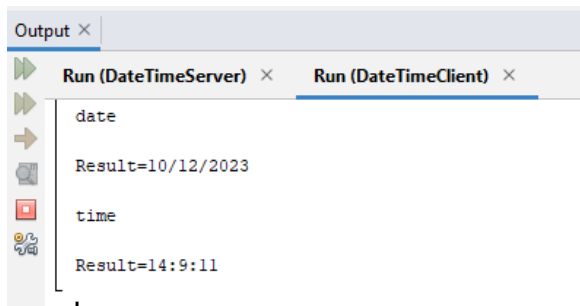 Output
Run (DateTimeServer) Run (DateTimeClient)
date
Result=10/12/2023
time
Result=14:9:11